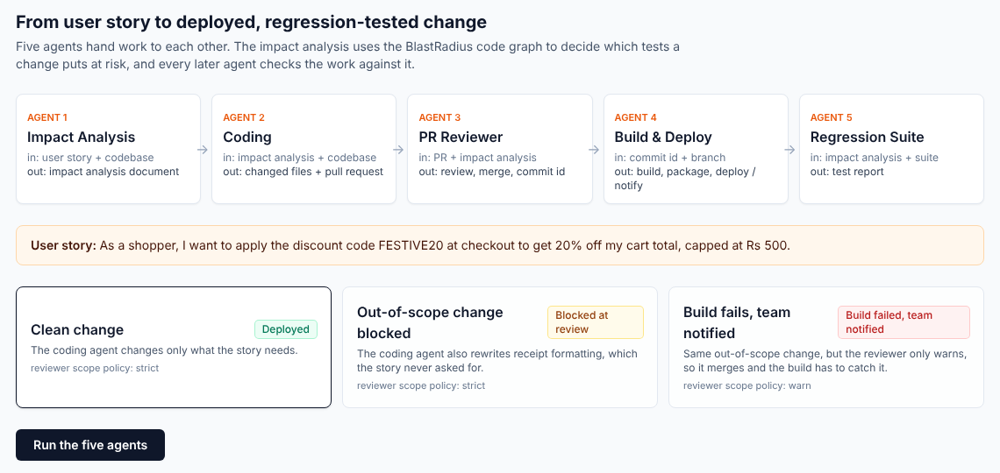 From user story to deployed, regression-tested change
Five agents hand work to each other. The impact analysis uses the BlastRadius code graph to decide which tests a
change puts at risk, and every later agent checks the work against it.
AGENT 1
Impact Analysis
in: user story + codebase
out: impact analysis document
→
AGENT 2
Coding
in: impact analysis + codebase
out: changed files + pull request
→
AGENT 3
PR Reviewer
in: PR + impact analysis
out: review, merge, commit id
→
AGENT 4
Build & Deploy
in: commit id + branch
out: build, package, deploy /
notify
→
AGENT 5
Regression Suite
in: impact analysis + suite
out: test report
User story: As a shopper, I want to apply the discount code FESTIVE20 at checkout to get 20% off my cart total, capped at Rs 500.
Clean change
Deployed
The coding agent changes only what the story needs.
reviewer scope policy: strict
Out-of-scope change
blocked
Blocked at
review
The coding agent also rewrites receipt formatting, which
the story never asked for.
reviewer scope policy: strict
Build fails, team
notified
Build failed, team
notified
Same out-of-scope change, but the reviewer only warns,
so it merges and the build has to catch it.
reviewer scope policy: warn
Run the five agents